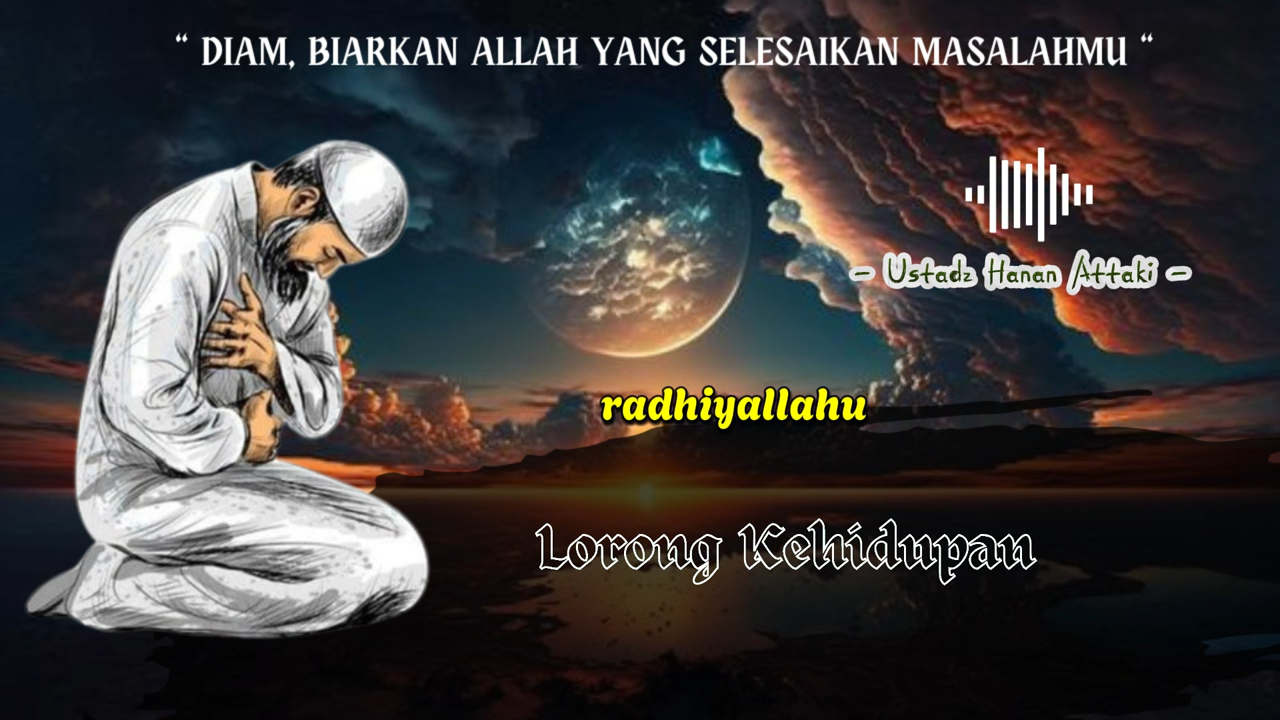 “ DIAM, BIARKAN ALLAH YANG SELESAIKAN MASALAHMU “
- Ustadz Hanan Attaki -
radhiyallahu
Lorong Kehidupan